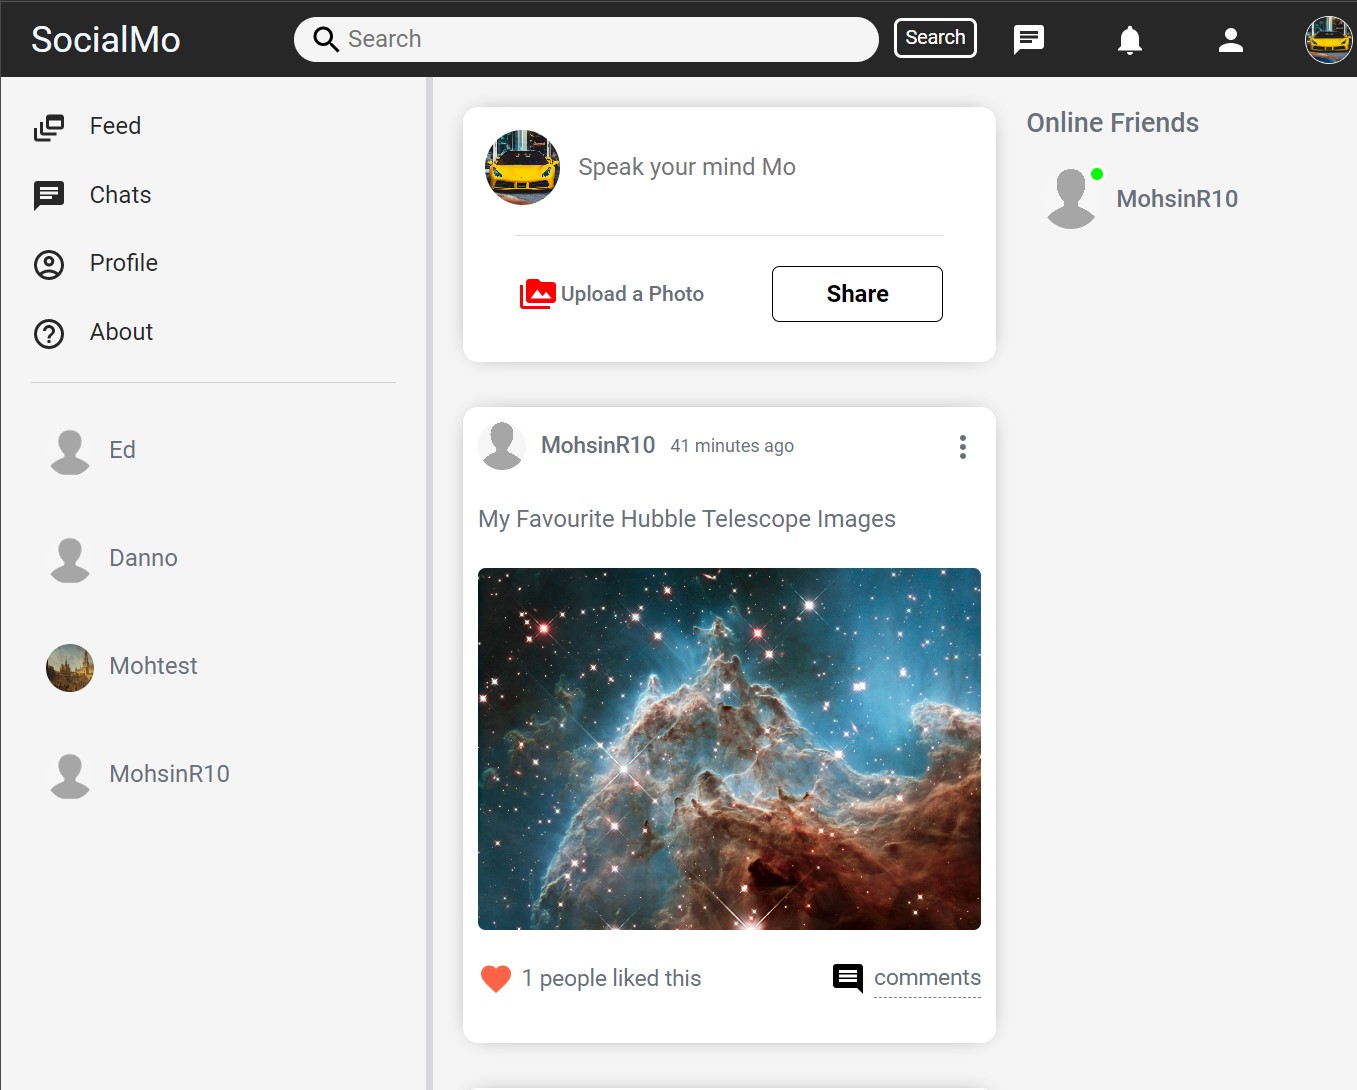 SocialMo
Search
Search
Feed
Chats
Profile
About
Ed
Danno
Mohtest
MohsinR10
Speak your mind Mo
Upload a Photo
Share
MohsinR10 41 minutes ago
My Favourite Hubble Telescope Images
1 people liked this
comments
Online Friends
MohsinR10